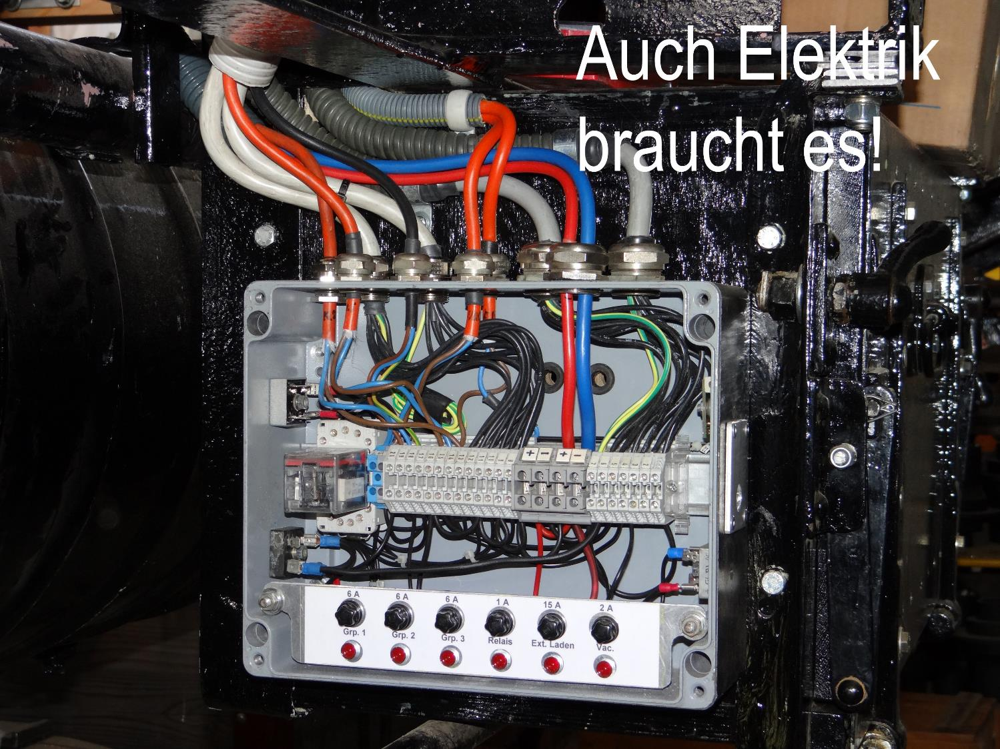 Auch Elektrik
braucht es!
+ − + −
6 A 6 A 6 A 1 A 15 A 2 A
Grp. 1 Grp. 2 Grp. 3 Relais Ext. Laden Vac.